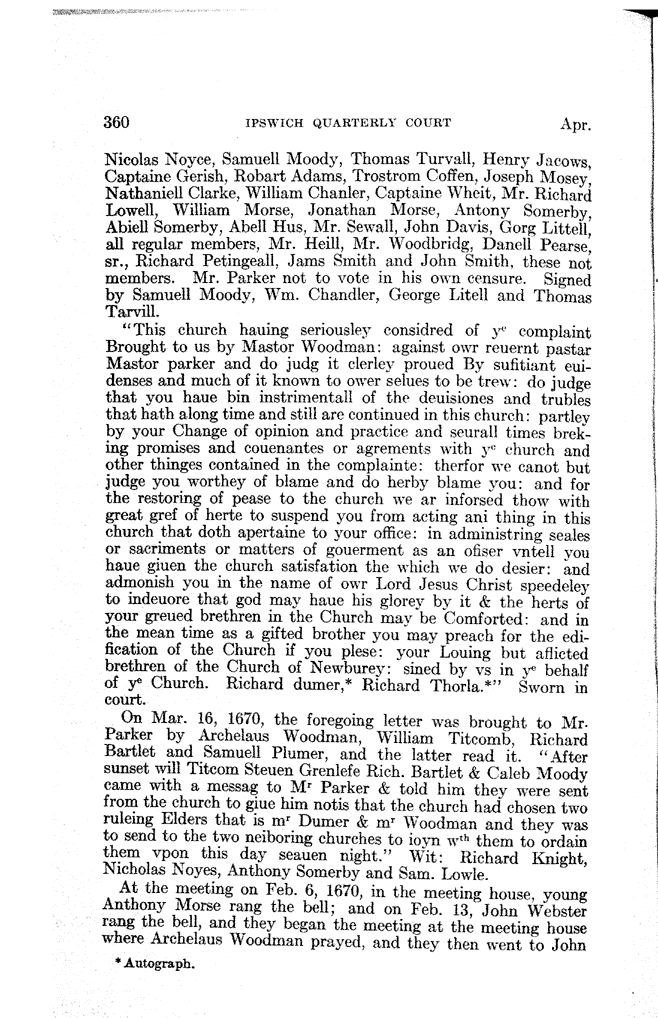 360 IPSWICH QUARTERLY COURT Apr.
Nicolas Noyce, Samuell Moody, Thomas Turvall, Henry Jacows,
Captaine Gerish, Robart Adams, Trostrom Coffen, Joseph Mosey,
Nathaniell Clarke, William Chanler, Captaine Wheit, Mr. Richard
Lowell, William Morse, Jonathan Morse, Antony Somerby,
Abiell Somerby, Abell Hus, Mr. Sewall, John Davis, Gorg Littell,
all regular members, Mr. Heill, Mr. Woodbridg, Danell Pearse,
sr., Richard Petingeall, Jams Smith and John Smith, these not
members. Mr. Parker not to vote in his own censure. Signed
by Samuell Moody, Wm. Chandler, George Litell and Thomas
Tarvill.
"This church hauing seriousley considred of yᵉ complaint
Brought to us by Mastor Woodman: against owr reuernt pastar
Mastor parker and do judg it clerley proued By sufitiant eui-
denses and much of it known to ower selues to be trew: do judge
that you haue bin instrimentall of the deuisiones and trubles
that hath along time and still are continued in this church: partley
by your Change of opinion and practice and seurall times brek-
ing promises and couenantes or agrements with yᵉ church and
other thinges contained in the complainte: therfor we canot but
judge you worthey of blame and do herby blame you: and for
the restoring of pease to the church we ar inforsed thow with
great gref of herte to suspend you from acting ani thing in this
church that doth apertaine to your office: in administring seales
or sacriments or matters of gouerment as an ofiser vntell you
haue giuen the church satisfation the which we do desier: and
admonish you in the name of owr Lord Jesus Christ speedeley
to indeuore that god may haue his glorey by it & the herts of
your greued brethren in the Church may be Comforted: and in
the mean time as a gifted brother you may preach for the edi-
fication of the Church if you plese: your Louing but aflicted
brethren of the Church of Newburey: sined by vs in yᵉ behalf
of yᵉ Church. Richard dumer,* Richard Thorla.*" Sworn in
court.
On Mar. 16, 1670, the foregoing letter was brought to Mr.
Parker by Archelaus Woodman, William Titcomb, Richard
Bartlet and Samuell Plumer, and the latter read it. "After
sunset will Titcom Steuen Grenlefe Rich. Bartlet & Caleb Moody
came with a messag to Mʳ Parker & told him they were sent
from the church to giue him notis that the church had chosen two
ruleing Elders that is mʳ Dumer & mʳ Woodman and they was
to send to the two neiboring churches to ioyn wᵗʰ them to ordain
them vpon this day seauen night." Wit: Richard Knight,
Nicholas Noyes, Anthony Somerby and Sam. Lowle.
At the meeting on Feb. 6, 1670, in the meeting house, young
Anthony Morse rang the bell; and on Feb. 13, John Webster
rang the bell, and they began the meeting at the meeting house
where Archelaus Woodman prayed, and they then went to John
* Autograph.